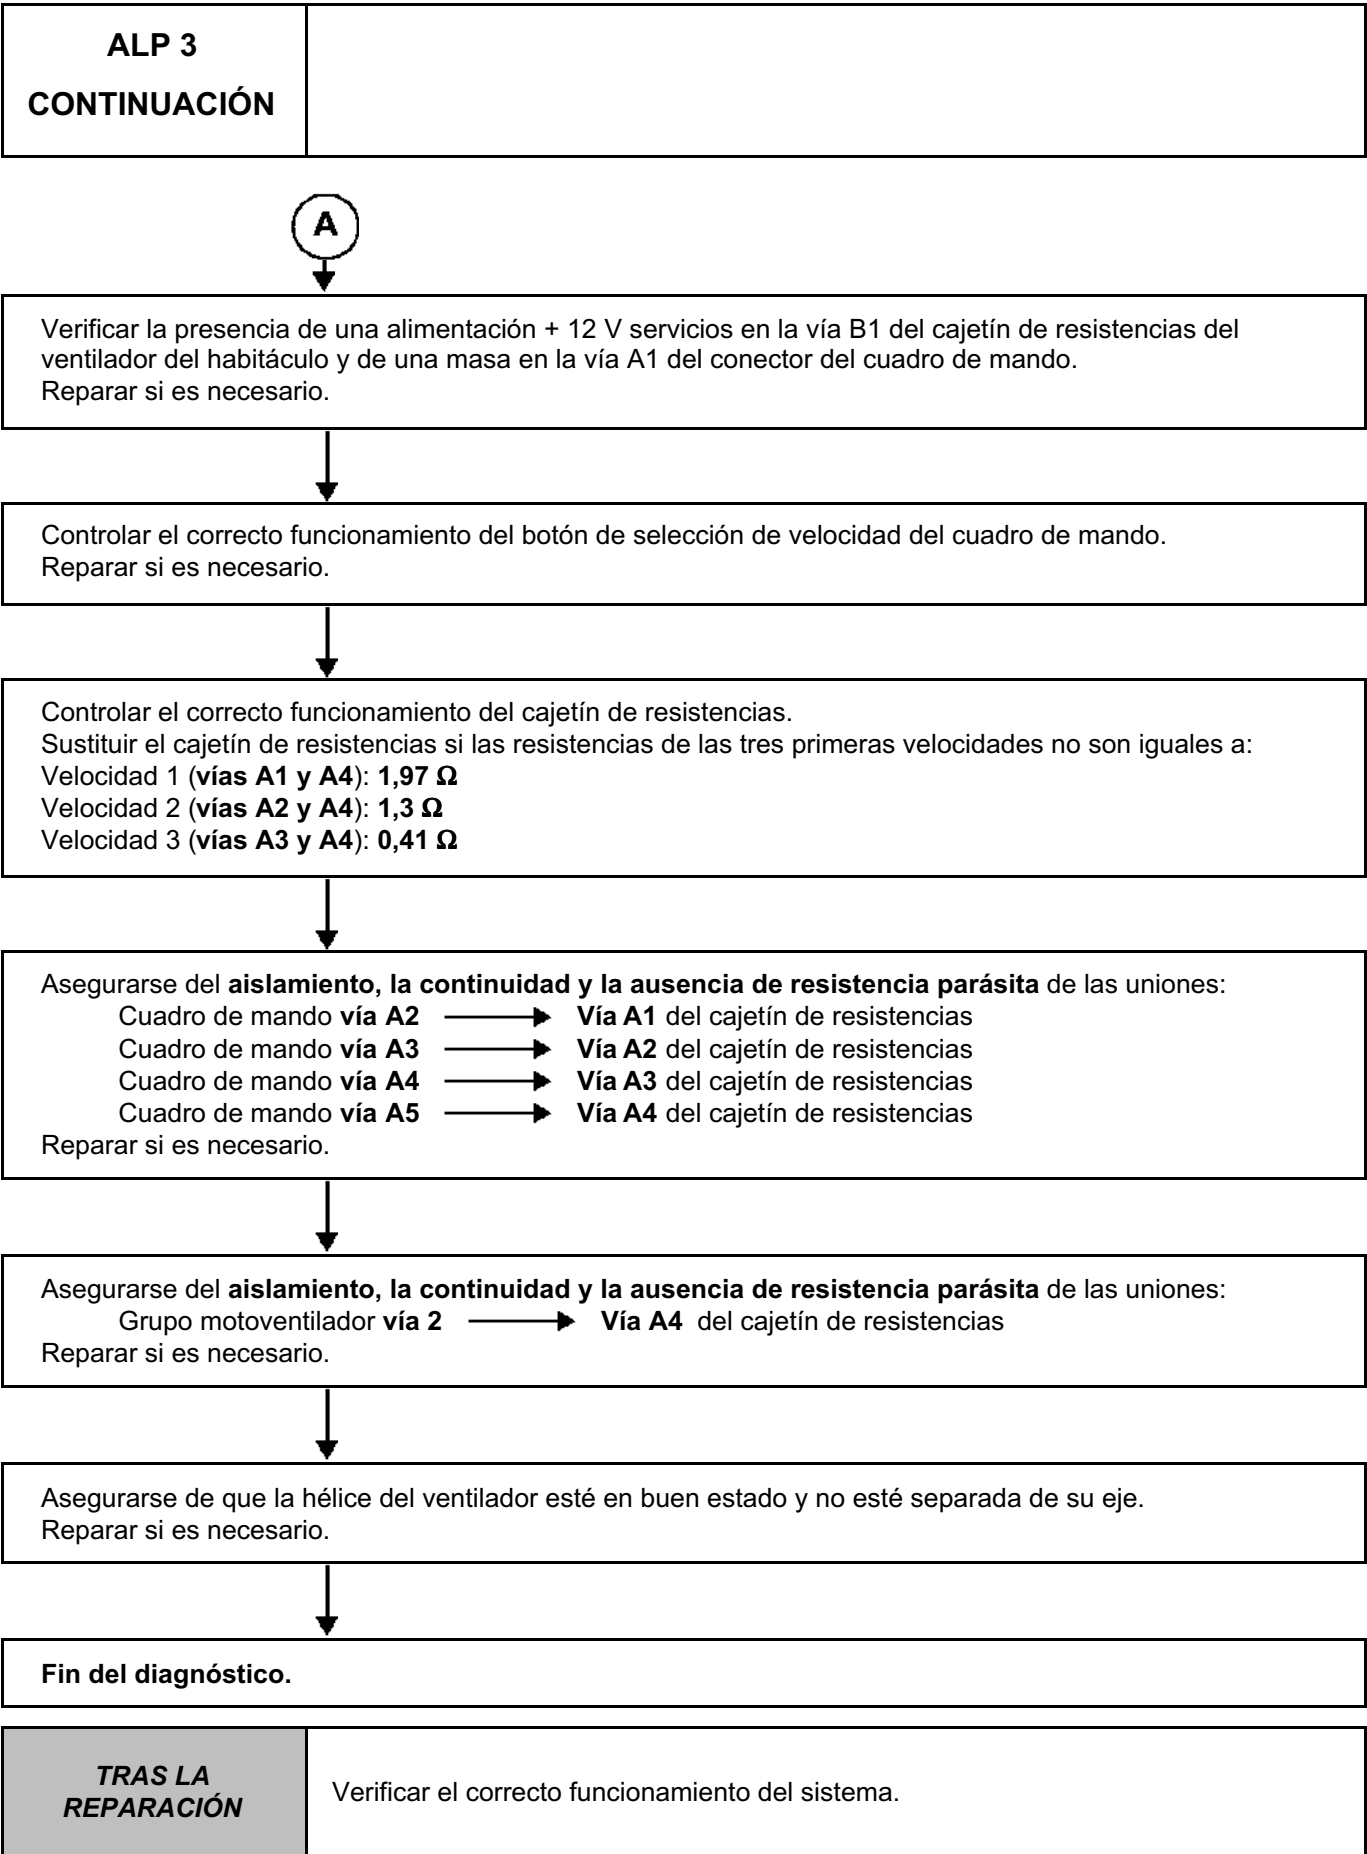 ALP 3
CONTINUACIÓN
A
Verificar la presencia de una alimentación + 12 V servicios en la vía B1 del cajetín de resistencias del
ventilador del habitáculo y de una masa en la vía A1 del conector del cuadro de mando.
Reparar si es necesario.
Controlar el correcto funcionamiento del botón de selección de velocidad del cuadro de mando.
Reparar si es necesario.
Controlar el correcto funcionamiento del cajetín de resistencias.
Sustituir el cajetín de resistencias si las resistencias de las tres primeras velocidades no son iguales a:
Velocidad 1 (vías A1 y A4): 1,97 Ω
Velocidad 2 (vías A2 y A4): 1,3 Ω
Velocidad 3 (vías A3 y A4): 0,41 Ω
Asegurarse del aislamiento, la continuidad y la ausencia de resistencia parásita de las uniones:
Cuadro de mando vía A2 Vía A1 del cajetín de resistencias
Cuadro de mando vía A3 Vía A2 del cajetín de resistencias
Cuadro de mando vía A4 Vía A3 del cajetín de resistencias
Cuadro de mando vía A5 Vía A4 del cajetín de resistencias
Reparar si es necesario.
Asegurarse del aislamiento, la continuidad y la ausencia de resistencia parásita de las uniones:
Grupo motoventilador vía 2 Vía A4 del cajetín de resistencias
Reparar si es necesario.
Asegurarse de que la hélice del ventilador esté en buen estado y no esté separada de su eje.
Reparar si es necesario.
Fin del diagnóstico.
TRAS LA
REPARACIÓN
Verificar el correcto funcionamiento del sistema.